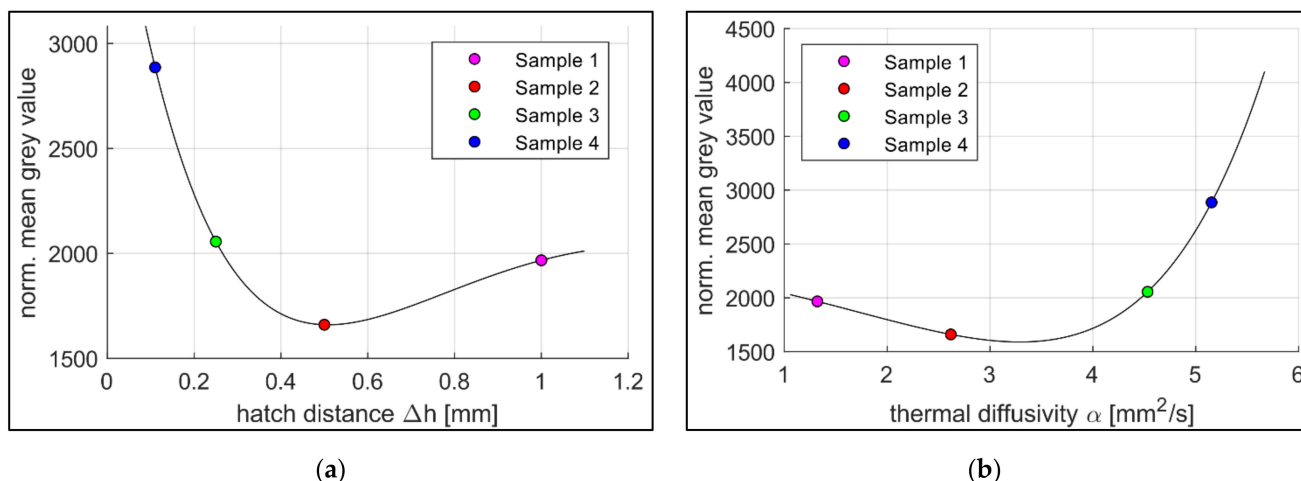 norm. mean grey value
3000
2500
2000
1500
0
0.2
0.4
0.6
0.8
1
1.2
hatch distance Δh [mm]
Sample 1
Sample 2
Sample 3
Sample 4
(a)
norm. mean grey value
4500
4000
3500
3000
2500
2000
1500
1
2
3
4
5
6
thermal diffusivity α [mm²/s]
Sample 1
Sample 2
Sample 3
Sample 4
(b)